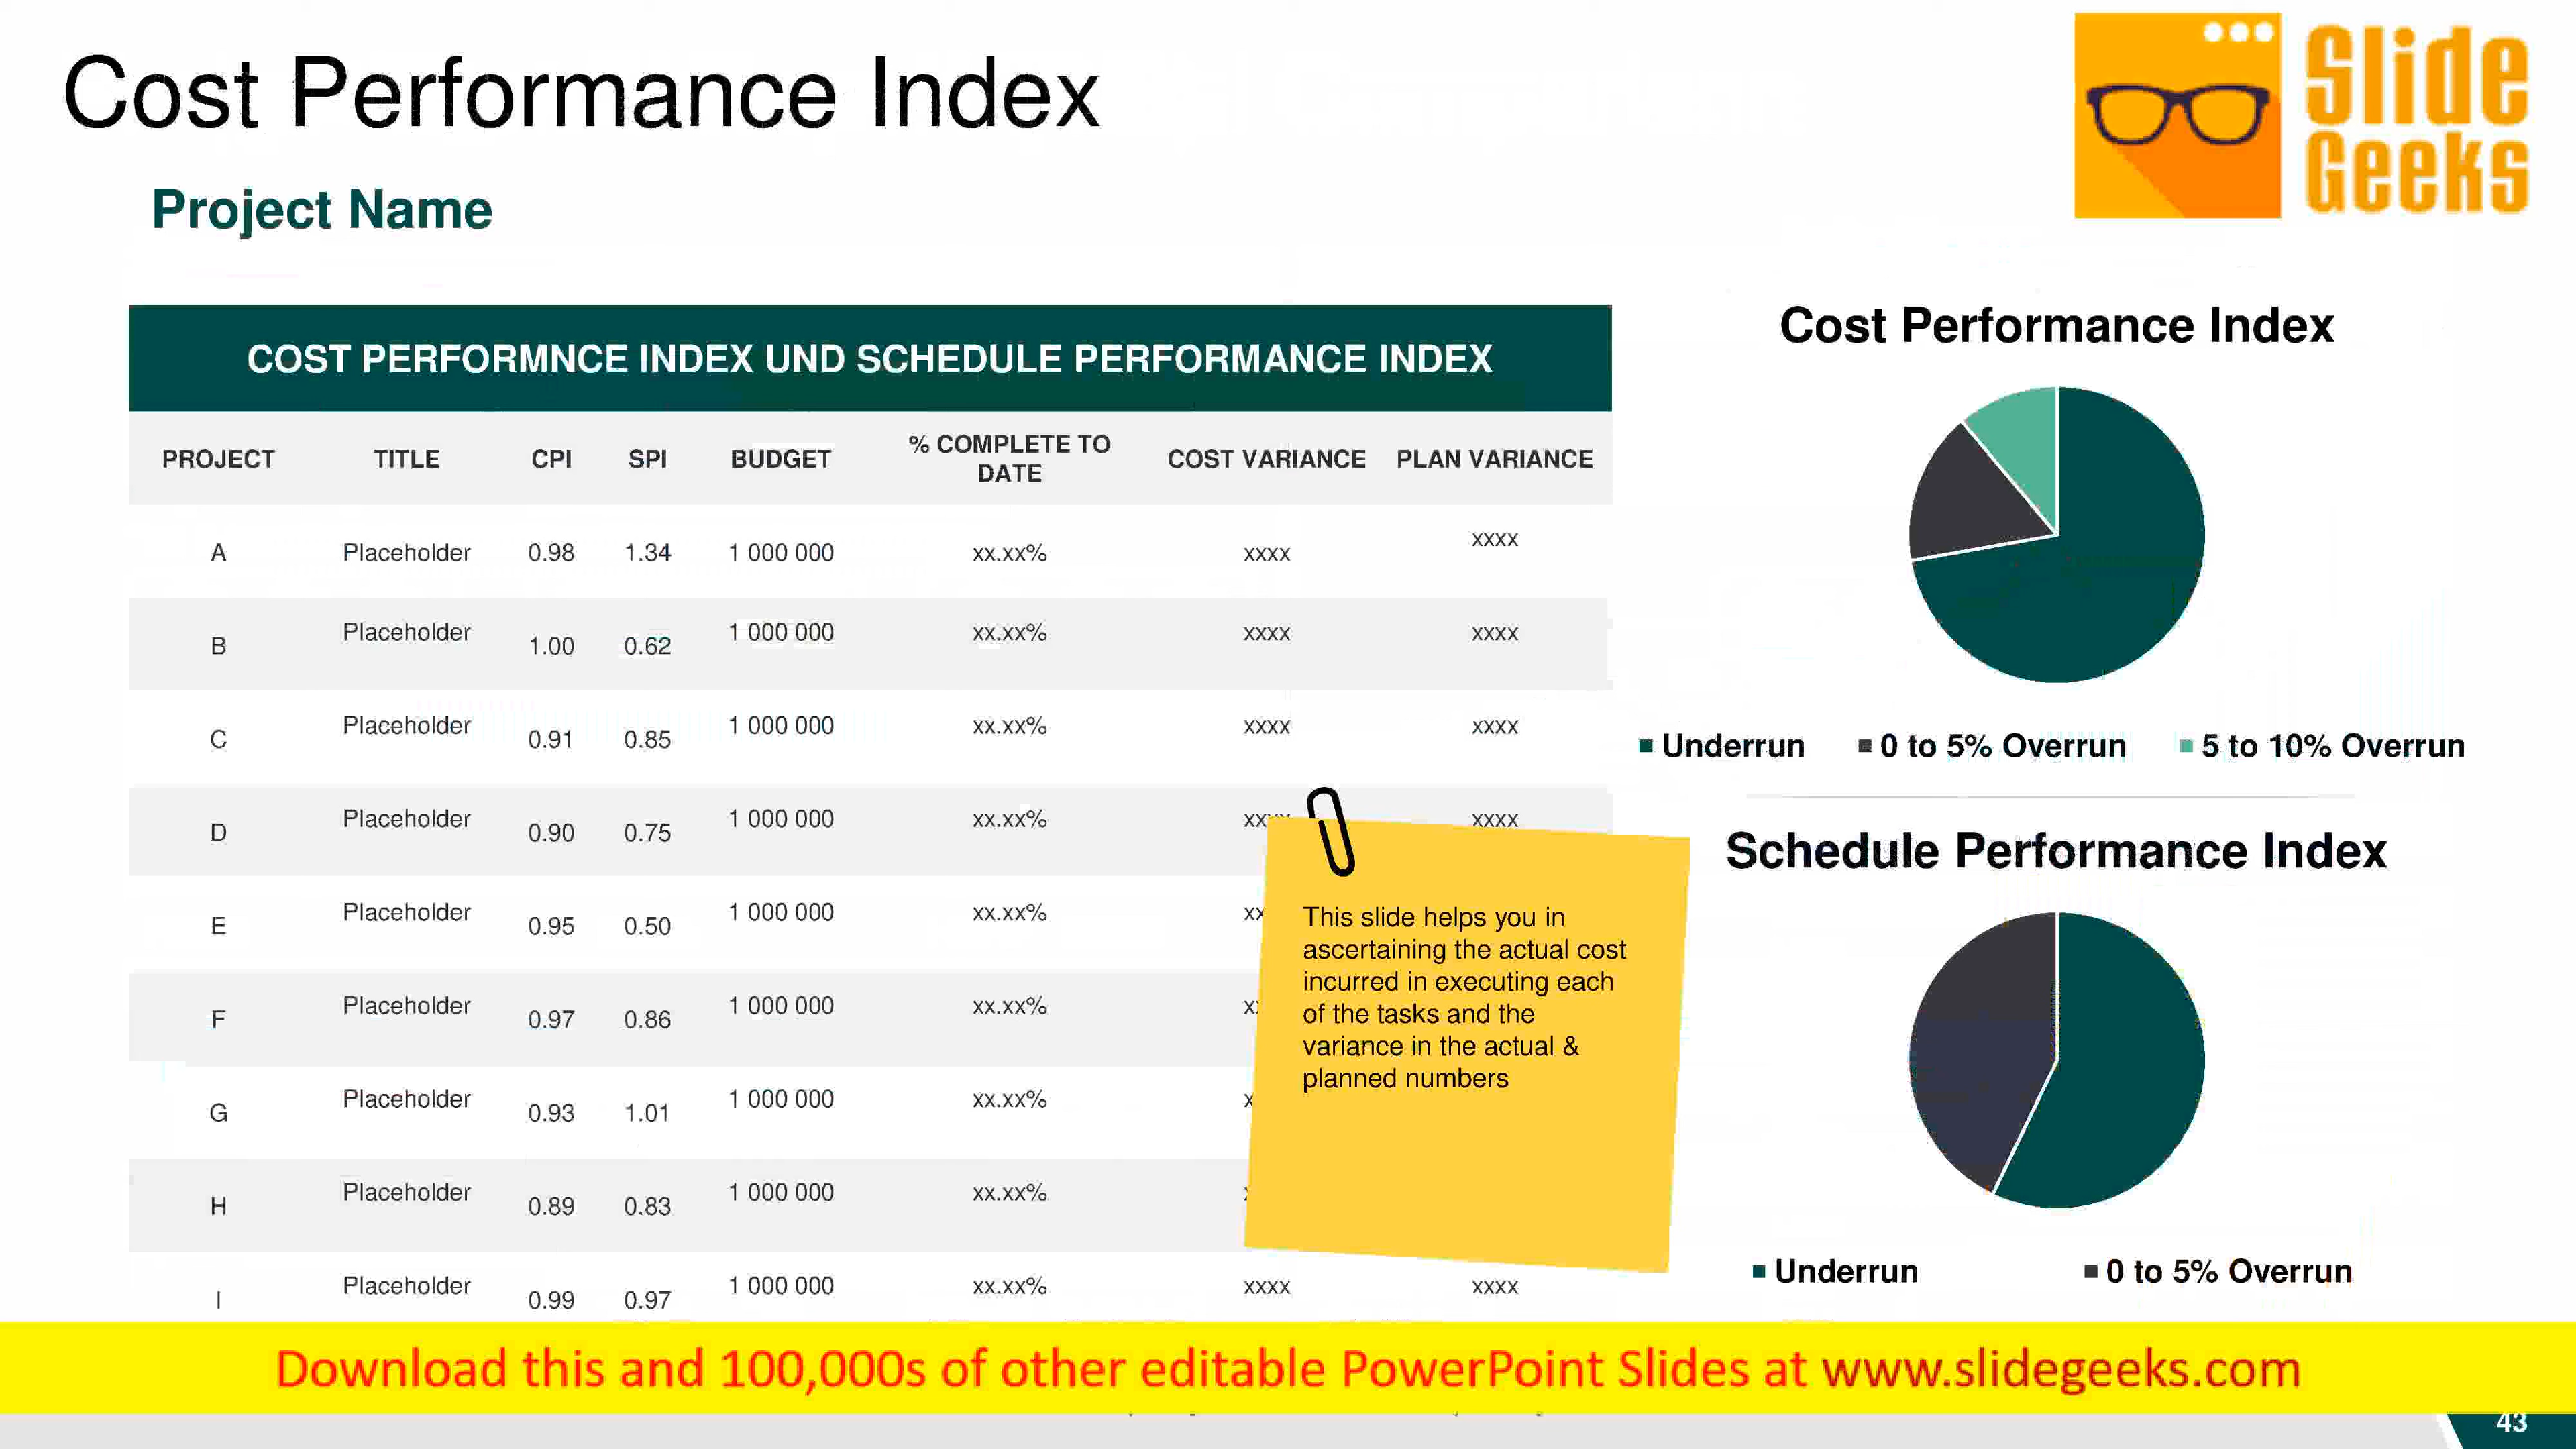 Cost Performance Index
Slide
Geeks
Project Name
COST PERFORMNCE INDEX UND SCHEDULE PERFORMANCE INDEX
PROJECT TITLE CPI SPI BUDGET % COMPLETE TO DATE COST VARIANCE PLAN VARIANCE
A Placeholder 0.98 1.34 1 000 000 xx.xx% xxxx xxxx
B Placeholder 1.00 0.62 1 000 000 xx.xx% xxxx xxxx
C Placeholder 0.91 0.85 1 000 000 xx.xx% xxxx xxxx
D Placeholder 0.90 0.75 1 000 000 xx.xx% xxxx
E Placeholder 0.95 0.50 1 000 000 xx.xx%
F Placeholder 0.97 0.86 1 000 000 xx.xx%
G Placeholder 0.93 1.01 1 000 000 xx.xx%
H Placeholder 0.89 0.83 1 000 000 xx.xx%
I Placeholder 0.99 0.97 1 000 000 xx.xx% xxxx xxxx
This slide helps you in
ascertaining the actual cost
incurred in executing each
of the tasks and the
variance in the actual &
planned numbers
Cost Performance Index
Underrun 0 to 5% Overrun 5 to 10% Overrun
Schedule Performance Index
Underrun 0 to 5% Overrun
Download this and 100,000s of other editable PowerPoint Slides at www.slidegeeks.com
43